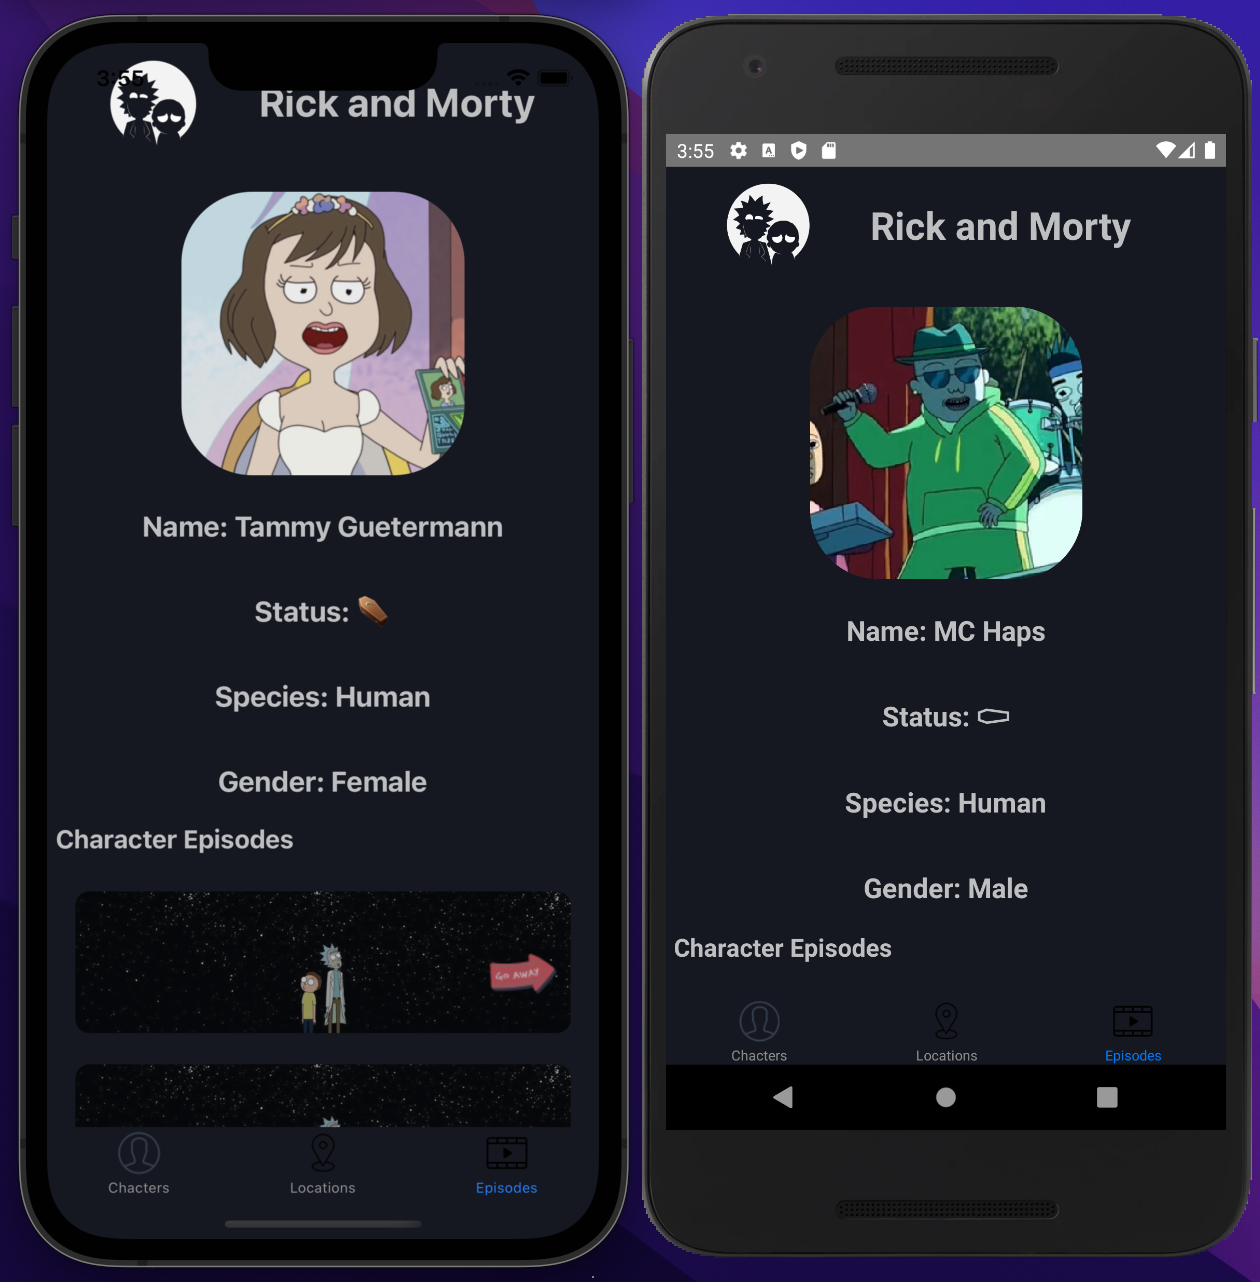 3:55
Rick and Morty
Name: Tammy Guetermann
Status: ⚰️
Species: Human
Gender: Female
Character Episodes
GO AWAY
Chacters
Locations
Episodes
3:55
A
Rick and Morty
Name: MC Haps
Status: ⚰
Species: Human
Gender: Male
Character Episodes
Chacters
Locations
Episodes